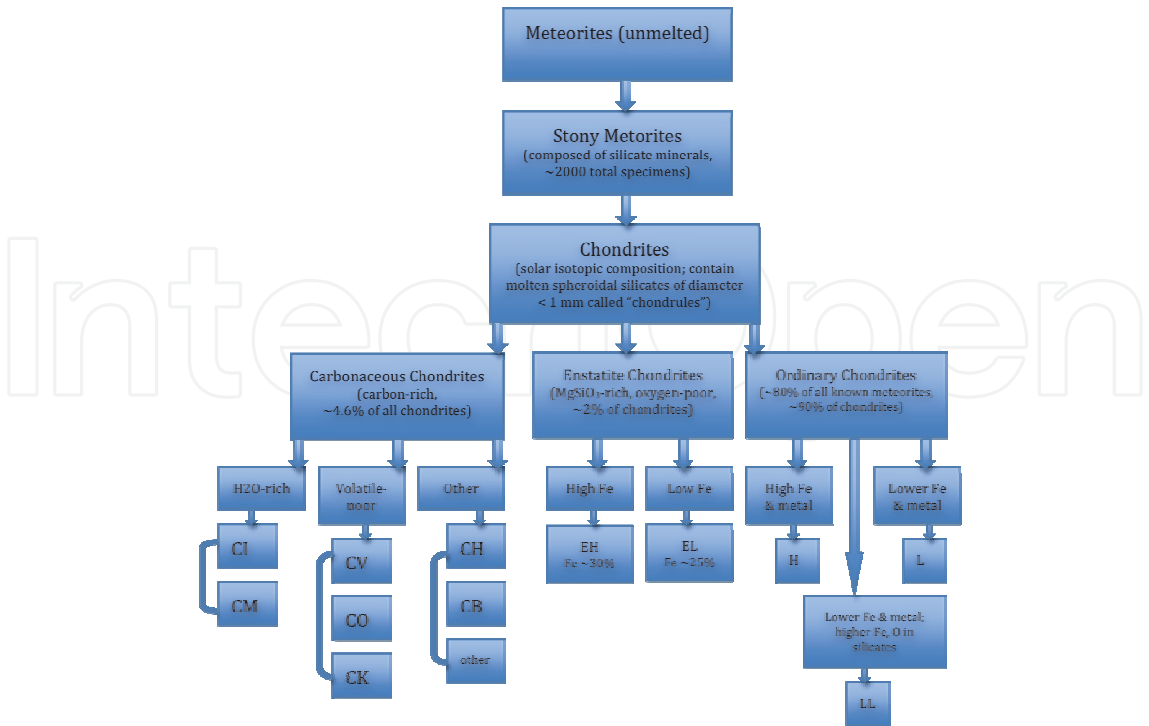 Meteorites (unmelted)
Stony Metorites
(composed of silicate minerals,
~2000 total specimens)
Chondrites
(solar isotopic composition; contain
molten spheroidal silicates of diameter
< 1 mm called “chondrules”)
IntechOpen
Carbonaceous Chondrites
(carbon-rich,
~4.6% of all chondrites)
Enstatite Chondrites
(MgSiO₃-rich, oxygen-poor,
~2% of chondrites)
Ordinary Chondrites
(~80% of all known meteorites,
~90% of chondrites)
H2O-rich
Volatile-
poor
Other
High Fe
Low Fe
High Fe
& metal
Lower Fe
& metal
CI
CM
CV
CO
CK
CH
CB
other
EH
Fe ~30%
EL
Fe ~25%
H
L
Lower Fe & metal;
higher Fe, O in
silicates
LL